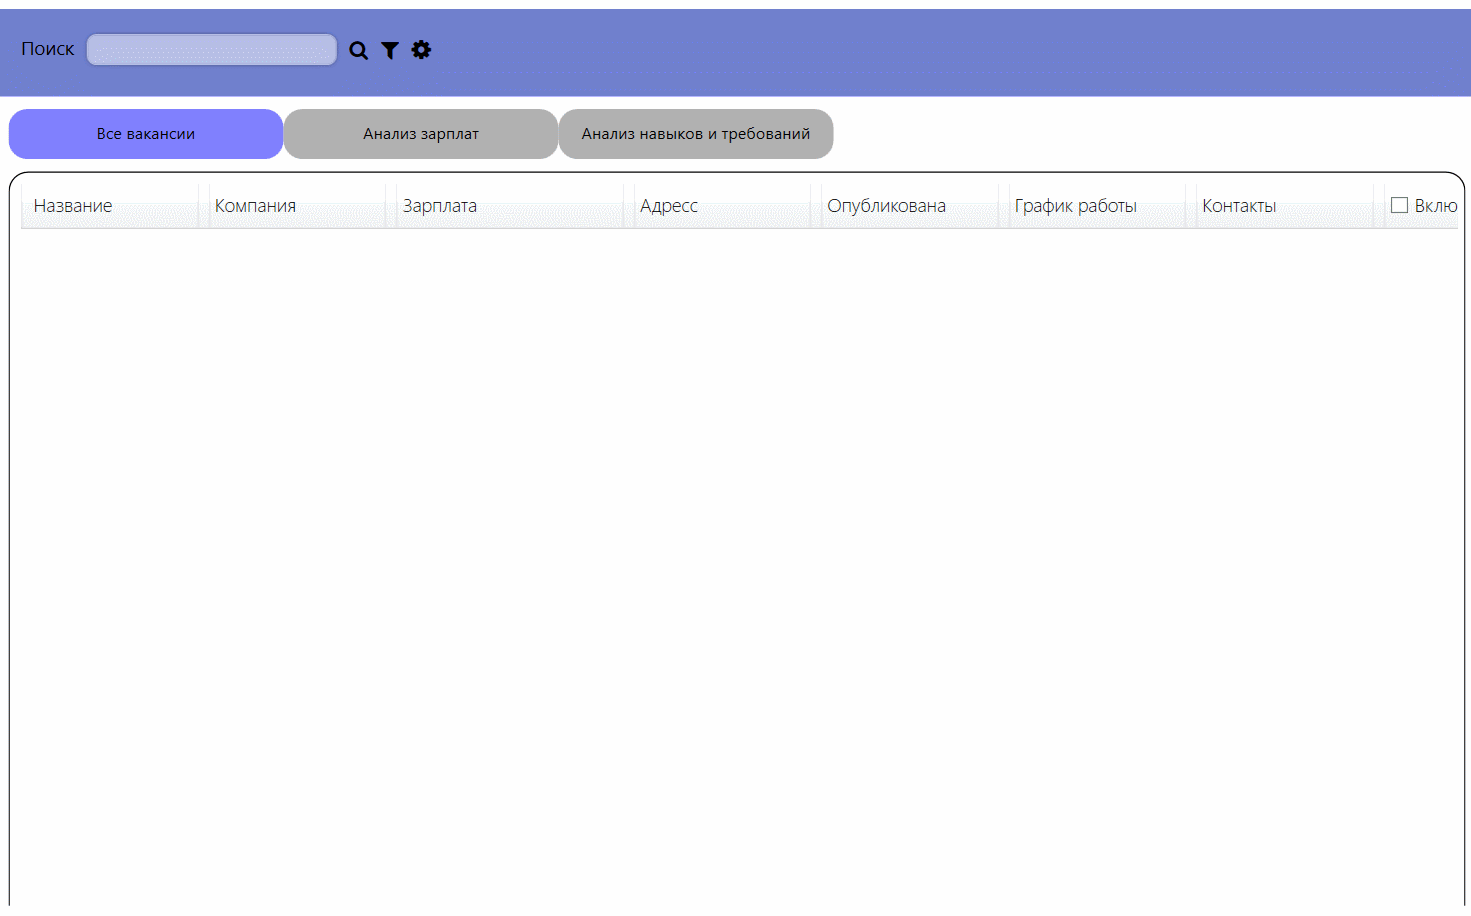 Поиск
Все вакансии Анализ зарплат Анализ навыков и требований
Название Компания Зарплата Адресс Опубликована График работы Контакты Вклю